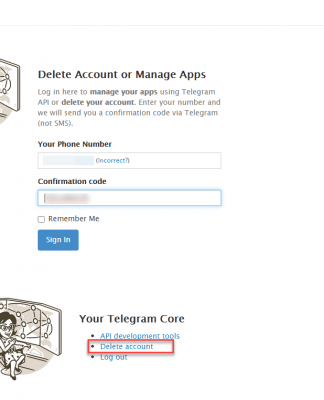 Delete Account or Manage Apps
Log in here to manage your apps using Telegram
API or delete your account. Enter your number and
we will send you a confirmation code via Telegram
(not SMS).
Your Phone Number
(Incorrect?)
Confirmation code
Remember Me
Sign In
Your Telegram Core
API development tools
Delete account
Log out